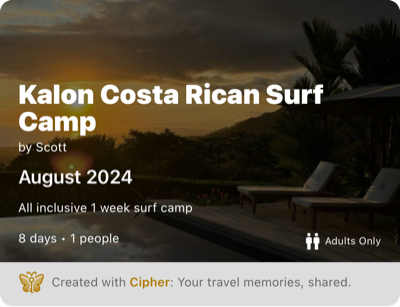 Kalon Costa Rican Surf
Camp
by Scott
August 2024
All inclusive 1 week surf camp
8 days • 1 people
Adults Only
Created with Cipher: Your travel memories, shared.